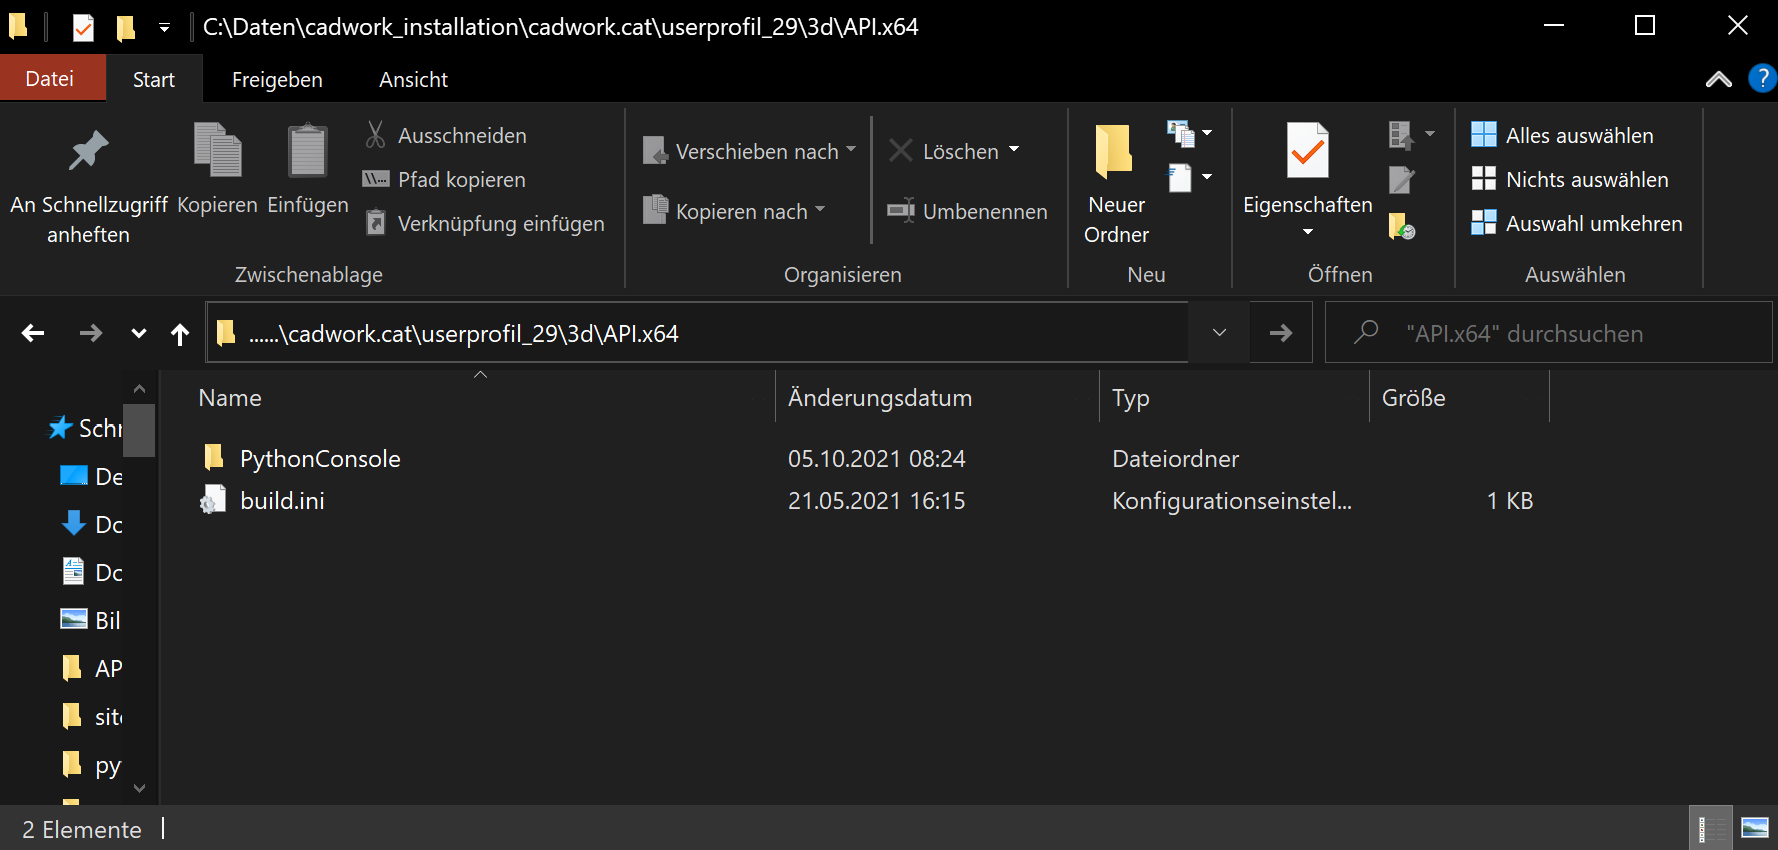 C:\Daten\cadwork_installation\cadwork.cat\userprofil_29\3d\API.x64
Datei Start Freigeben Ansicht ?
An Schnellzugriff anheften
Kopieren
Einfügen
Ausschneiden
Pfad kopieren
Verknüpfung einfügen
Zwischenablage
Verschieben nach
Kopieren nach
Löschen
Umbenennen
Organisieren
Neuer
Ordner
Neu
Eigenschaften
Öffnen
Alles auswählen
Nichts auswählen
Auswahl umkehren
Auswählen
......\cadwork.cat\userprofil_29\3d\API.x64
"API.x64" durchsuchen
Name Änderungsdatum Typ Größe
PythonConsole 05.10.2021 08:24 Dateiordner
build.ini 21.05.2021 16:15 Konfigurationseinstel... 1 KB
Schr
De
Do
Do
Bil
AP
site
py
2 Elemente